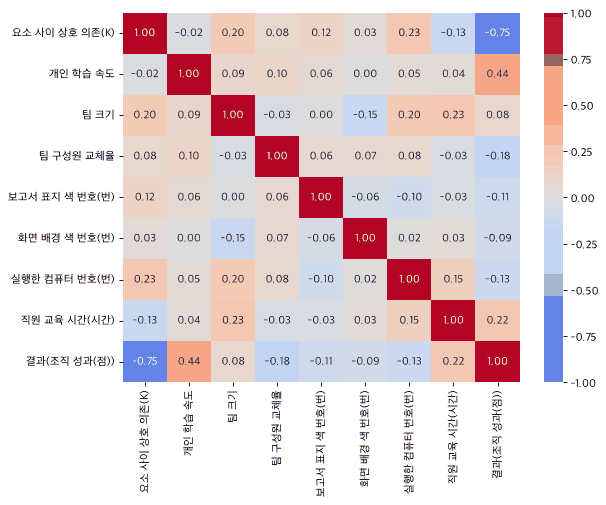 요소 사이 상호 의존(K) 1.00 -0.02 0.20 0.08 0.12 0.03 0.23 -0.13 -0.75
개인 학습 속도 -0.02 1.00 0.09 0.10 0.06 0.00 0.05 0.04 0.44
팀 크기 0.20 0.09 1.00 -0.03 0.00 -0.15 0.20 0.23 0.08
팀 구성원 교체율 0.08 0.10 -0.03 1.00 0.06 0.07 0.08 -0.03 -0.18
보고서 표지 색 번호(번) 0.12 0.06 0.00 0.06 1.00 -0.06 -0.10 -0.03 -0.11
화면 배경 색 번호(번) 0.03 0.00 -0.15 0.07 -0.06 1.00 0.02 0.03 -0.09
실행한 컴퓨터 번호(번) 0.23 0.05 0.20 0.08 -0.10 0.02 1.00 0.15 -0.13
직원 교육 시간(시간) -0.13 0.04 0.23 -0.03 -0.03 0.03 0.15 1.00 0.22
결과(조직 성과(점)) -0.75 0.44 0.08 -0.18 -0.11 -0.09 -0.13 0.22 1.00
요소 사이 상호 의존(K)
개인 학습 속도
팀 크기
팀 구성원 교체율
보고서 표지 색 번호(번)
화면 배경 색 번호(번)
실행한 컴퓨터 번호(번)
직원 교육 시간(시간)
결과(조직 성과(점))
1.00
0.75
0.50
0.25
0.00
-0.25
-0.50
-0.75
-1.00